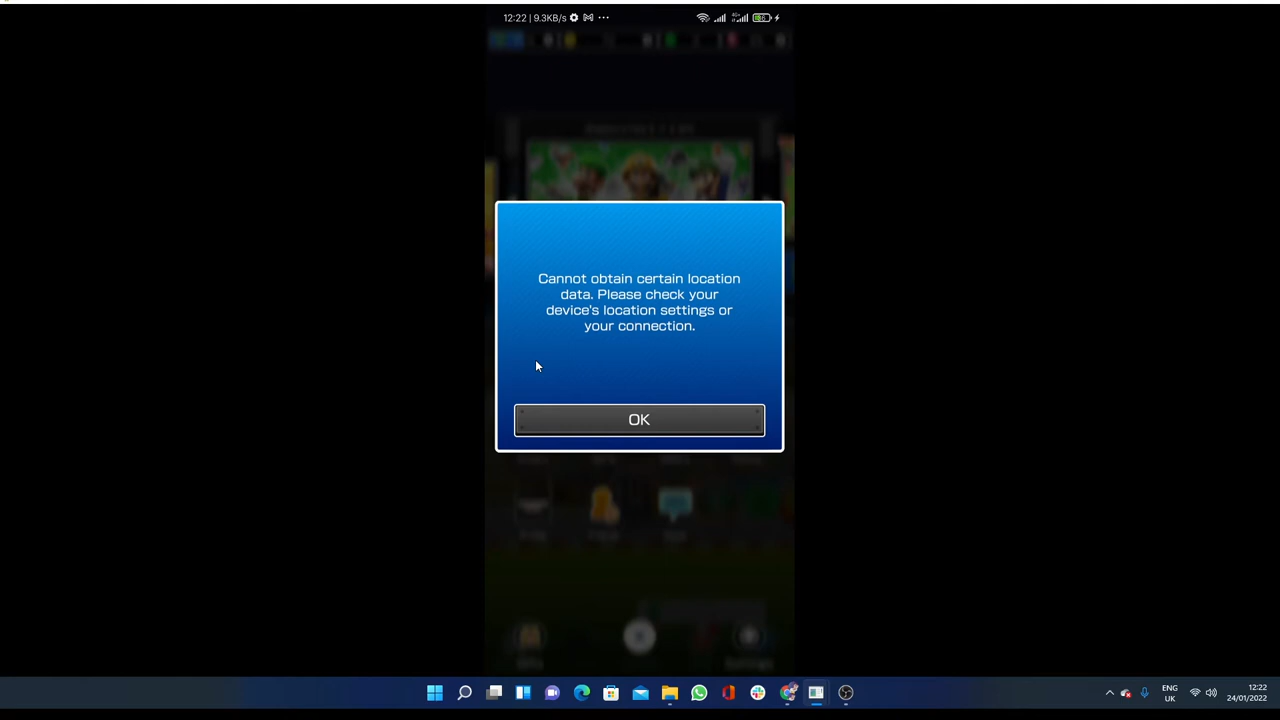 12:22 | 9.3KB/s
Cannot obtain certain location
data. Please check your
device's location settings or
your connection.
OK
ENG
UK
12:22
24/01/2022